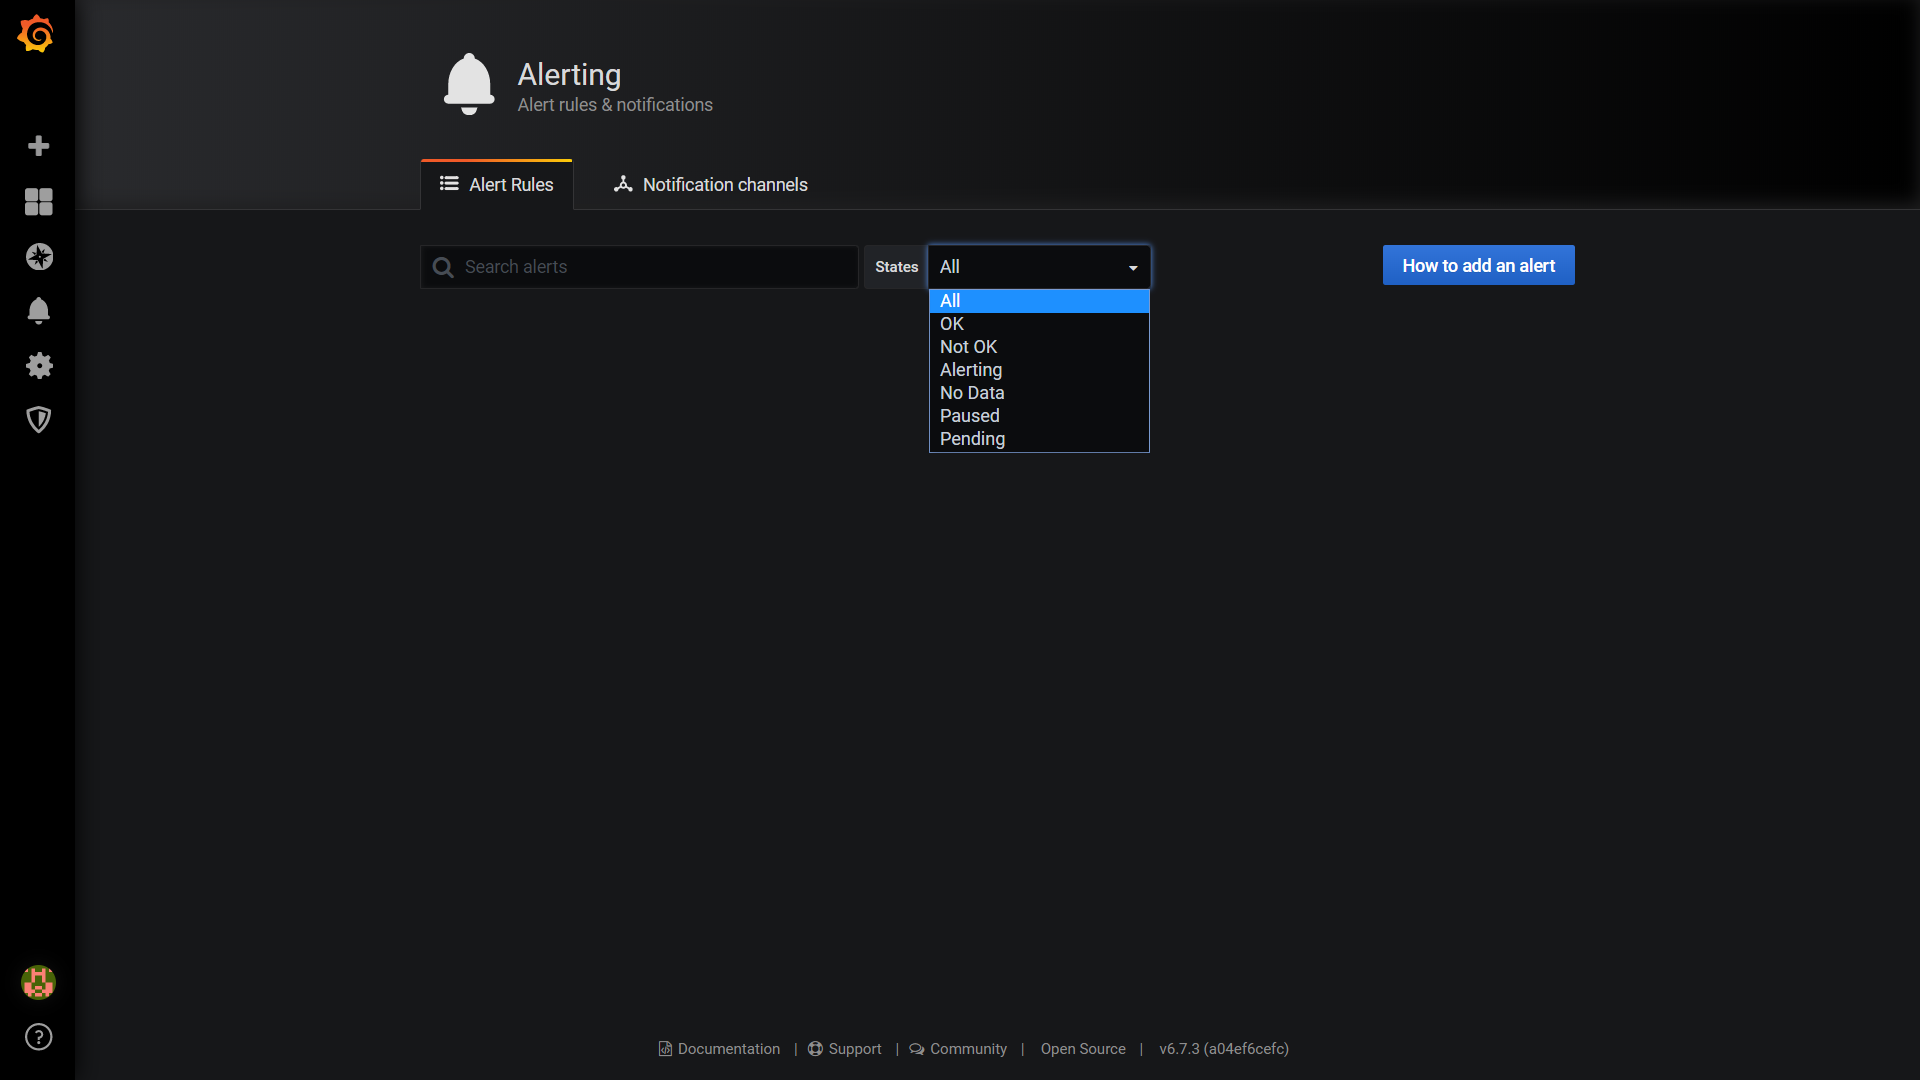 Alerting
Alert rules & notifications
Alert Rules
Notification channels
Search alerts
States
All
How to add an alert
All
OK
Not OK
Alerting
No Data
Paused
Pending
Documentation | Support | Community | Open Source | v6.7.3 (a04ef6cefc)